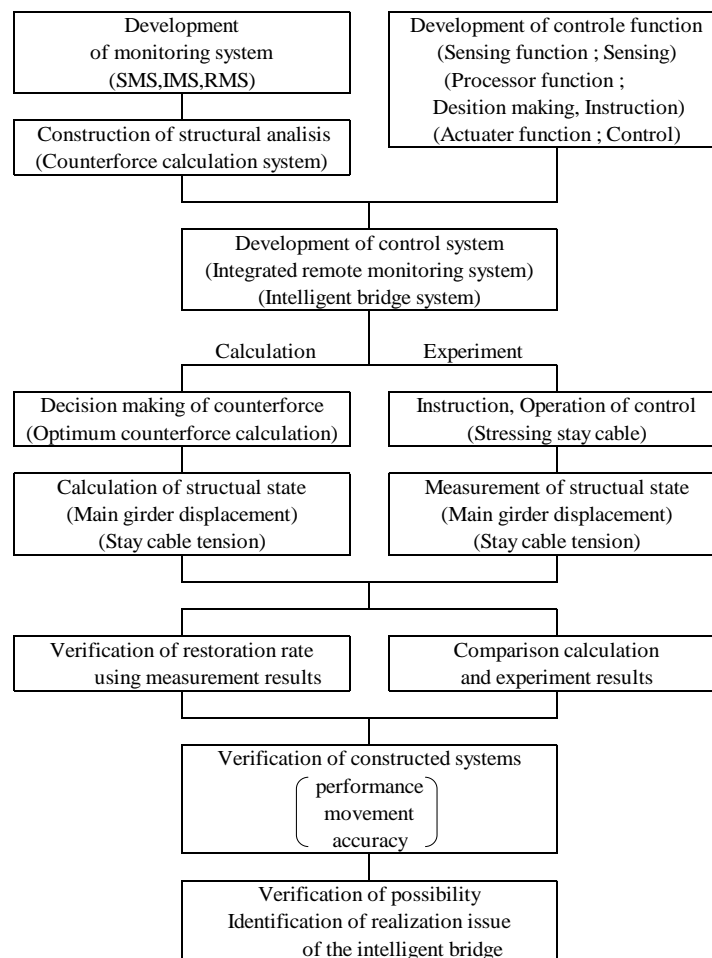 Development
of monitoring system
(SMS,IMS,RMS)
Development of controle function
(Sensing function ; Sensing)
(Processor function ;
Desition making, Instruction)
(Actuater function ; Control)
Construction of structural analisis
(Counterforce calculation system)
Development of control system
(Integrated remote monitoring system)
(Intelligent bridge system)
Calculation
Experiment
Decision making of counterforce
(Optimum counterforce calculation)
Instruction, Operation of control
(Stressing stay cable)
Calculation of structual state
(Main girder displacement)
(Stay cable tension)
Measurement of structual state
(Main girder displacement)
(Stay cable tension)
Verification of restoration rate
using measurement results
Comparison calculation
and experiment results
Verification of constructed systems
performance
movement
accuracy
Verification of possibility
Identification of realization issue
of the intelligent bridge